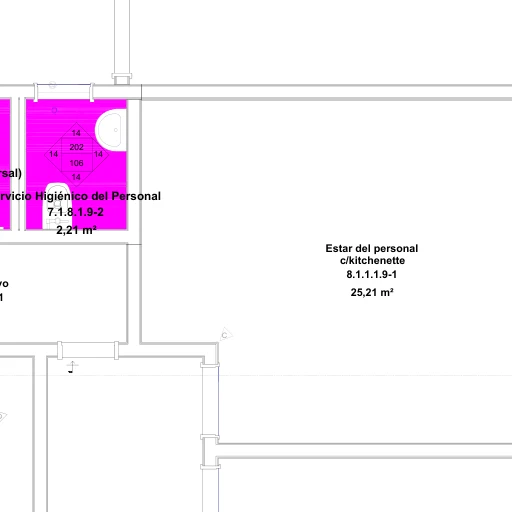 14
202
14
14
106
14
rsal)
rvicio Higiénico del Personal
7.1.8.1.9-2
2,21 m²
Estar del personal
c/kitchenette
8.1.1.1.9-1
25,21 m²
vo
1
C